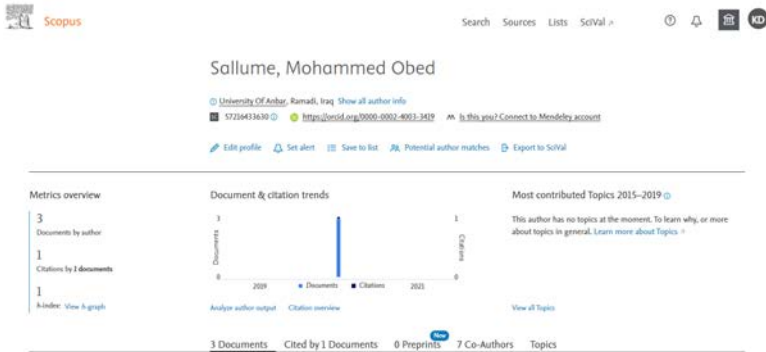 Scopus
Search Sources Lists SciVal ↗
KD
Sallume, Mohammed Obed
University Of Anbar, Ramadi, Iraq Show all author info
57216433630 https://orcid.org/0000-0002-4003-3419 Is this you? Connect to Mendeley account
Edit profile Set alert Save to list Potential author matches Export to SciVal
Metrics overview
3
Documents by author
1
Citations by 1 documents
1
h-index: View h-graph
Document & citation trends
3
1
Documents
Citations
0
0
2019
Documents Citations
2021
Analyze author output Citation overview
Most contributed Topics 2015–2019
This author has no topics at the moment. To learn why, or more
about topics in general. Learn more about Topics >
View all Topics
New
3 Documents Cited by 1 Documents 0 Preprints 7 Co-Authors Topics